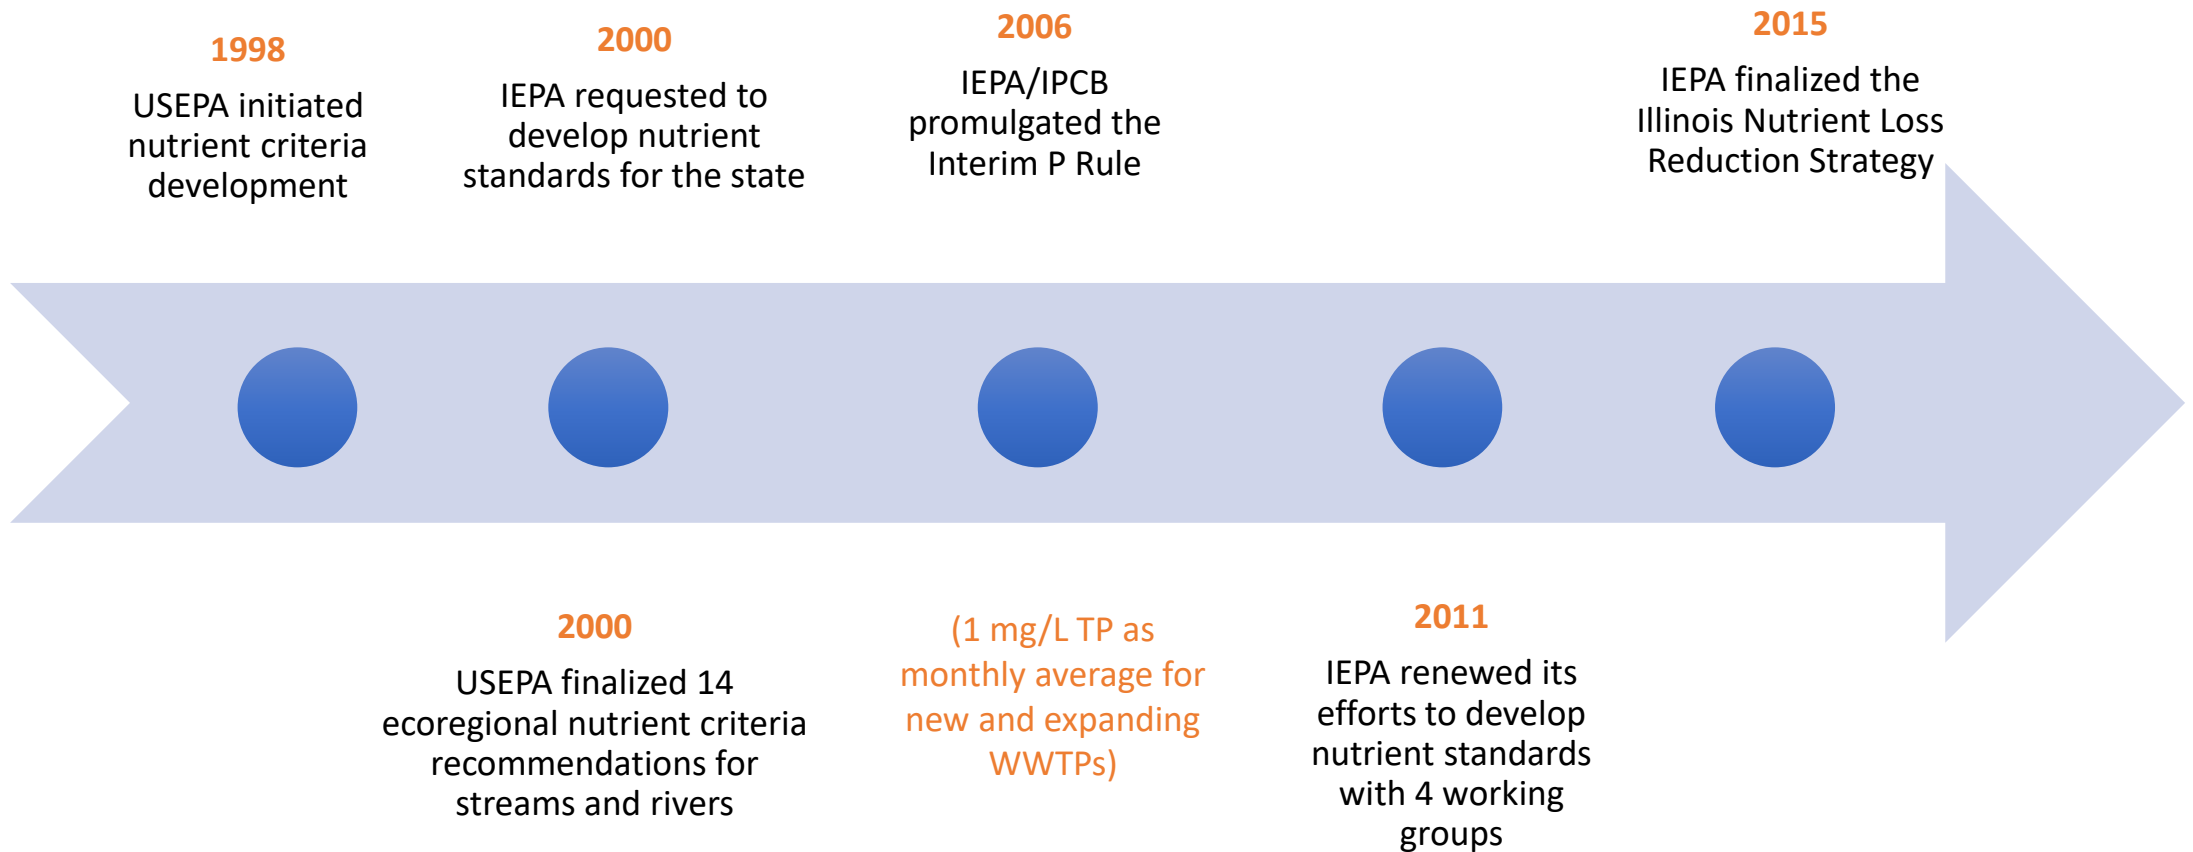 1998
USEPA initiated
nutrient criteria
development
2000
IEPA requested to
develop nutrient
standards for the state
2006
IEPA/IPCB
promulgated the
Interim P Rule
2015
IEPA finalized the
Illinois Nutrient Loss
Reduction Strategy
2000
USEPA finalized 14
ecoregional nutrient criteria
recommendations for
streams and rivers
(1 mg/L TP as
monthly average for
new and expanding
WWTPs)
2011
IEPA renewed its
efforts to develop
nutrient standards
with 4 working
groups